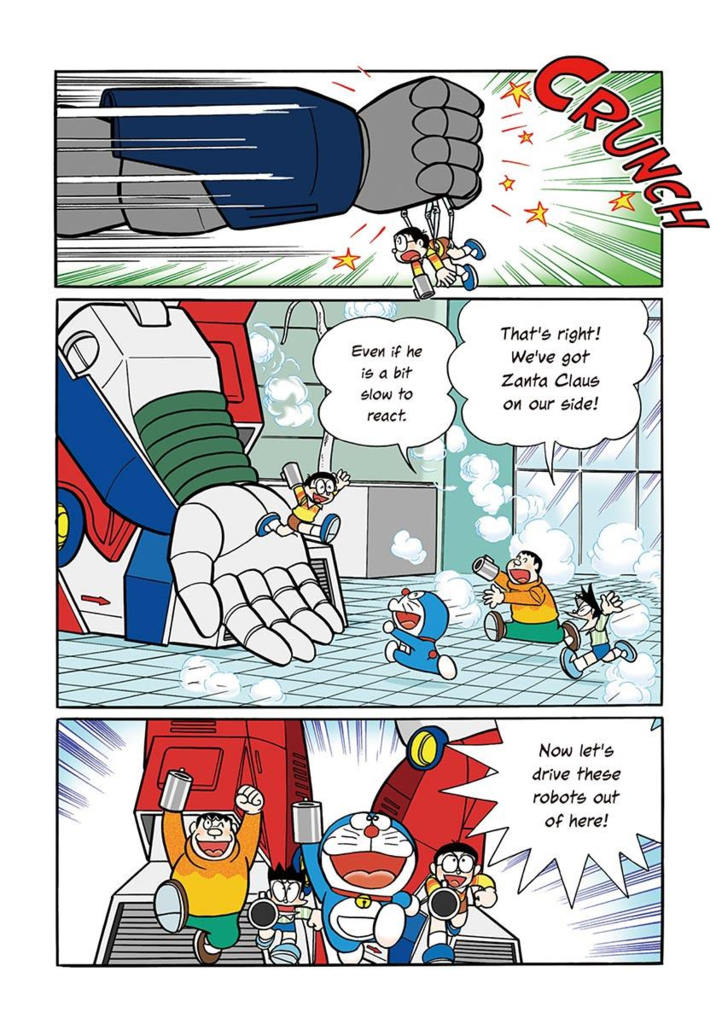 CRUNCH
Even if he
is a bit
slow to
react.
That's right!
We've got
Zanta Claus
on our side!
Now let's
drive these
robots out
of here!